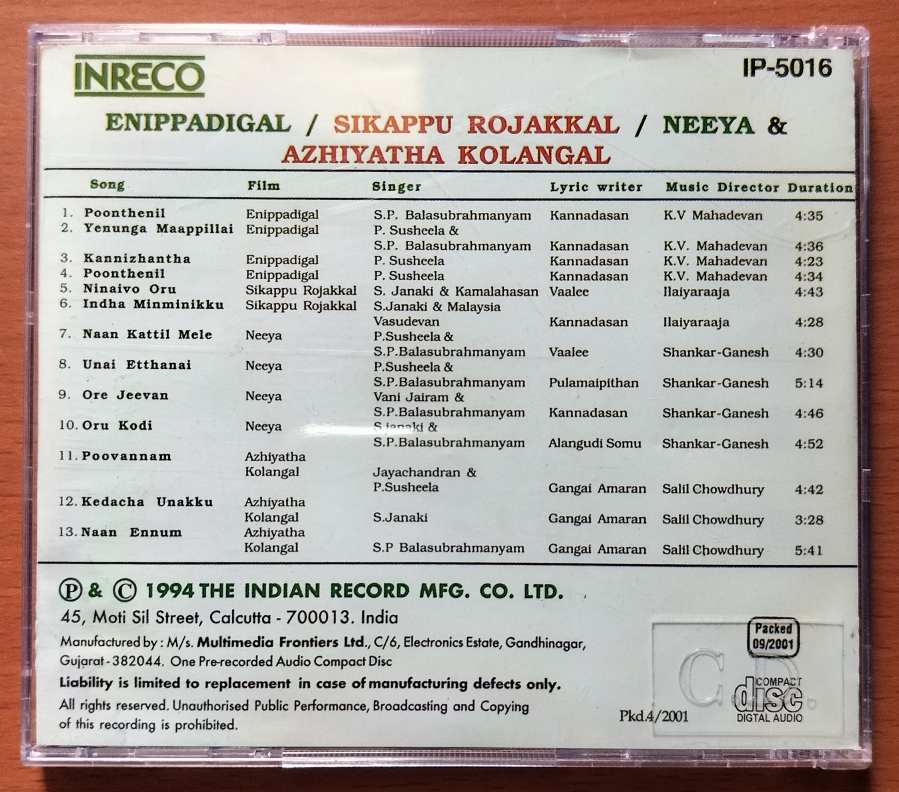 INRECO
IP-5016
ENIPPADIGAL / SIKAPPU ROJAKKAL / NEEYA &
AZHIYATHA KOLANGAL
Song Film Singer Lyric writer Music Director Duration
1. Poonthenil Enippadigal S.P. Balasubrahmanyam Kannadasan K.V Mahadevan 4:35
2. Yenunga Maappillai Enippadigal P. Susheela &
S.P. Balasubrahmanyam Kannadasan K.V. Mahadevan 4:36
3. Kannizhantha Enippadigal P. Susheela Kannadasan K.V. Mahadevan 4:23
4. Poonthenil Enippadigal P. Susheela Kannadasan K.V. Mahadevan 4:34
5. Ninaivo Oru Sikappu Rojakkal S. Janaki & Kamalahasan Vaalee Ilaiyaraaja 4:43
6. Indha Minminikku Sikappu Rojakkal S.Janaki & Malaysia
Vasudevan Kannadasan Ilaiyaraaja 4:28
7. Naan Kattil Mele Neeya P.Susheela &
S.P.Balasubrahmanyam Vaalee Shankar-Ganesh 4:30
8. Unai Etthanai Neeya P.Susheela &
S.P.Balasubrahmanyam Pulamaipithan Shankar-Ganesh 5:14
9. Ore Jeevan Neeya Vani Jairam &
S.P.Balasubrahmanyam Kannadasan Shankar-Ganesh 4:46
10. Oru Kodi Neeya S.janaki &
S.P.Balasubrahmanyam Alangudi Somu Shankar-Ganesh 4:52
11. Poovannam Azhiyatha
Kolangal Jayachandran &
P.Susheela Gangai Amaran Salil Chowdhury 4:42
12. Kedacha Unakku Azhiyatha
Kolangal S.Janaki Gangai Amaran Salil Chowdhury 3:28
13. Naan Ennum Azhiyatha
Kolangal S.P Balasubrahmanyam Gangai Amaran Salil Chowdhury 5:41
Ⓟ & © 1994 THE INDIAN RECORD MFG. CO. LTD.
45, Moti Sil Street, Calcutta - 700013. India
Manufactured by : M/s. Multimedia Frontiers Ltd., C/6, Electronics Estate, Gandhinagar,
Gujarat - 382044. One Pre-recorded Audio Compact Disc
Liability is limited to replacement in case of manufacturing defects only.
All rights reserved. Unauthorised Public Performance, Broadcasting and Copying
of this recording is prohibited.
Pkd.4/2001
Packed
09/2001
COMPACT
disc
DIGITAL AUDIO